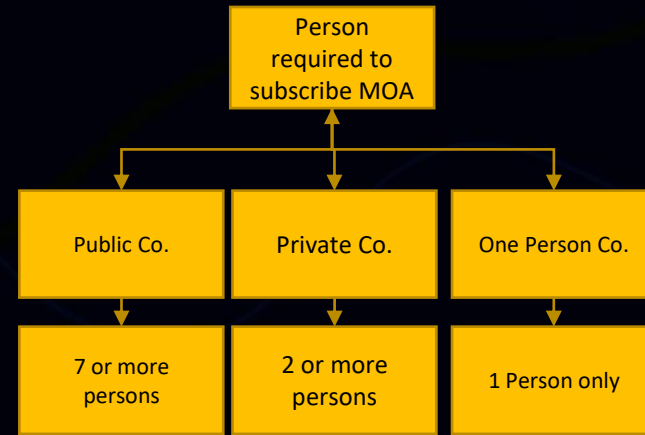 Person
required to
subscribe MOA
Public Co.
Private Co.
One Person Co.
7 or more
persons
2 or more
persons
1 Person only